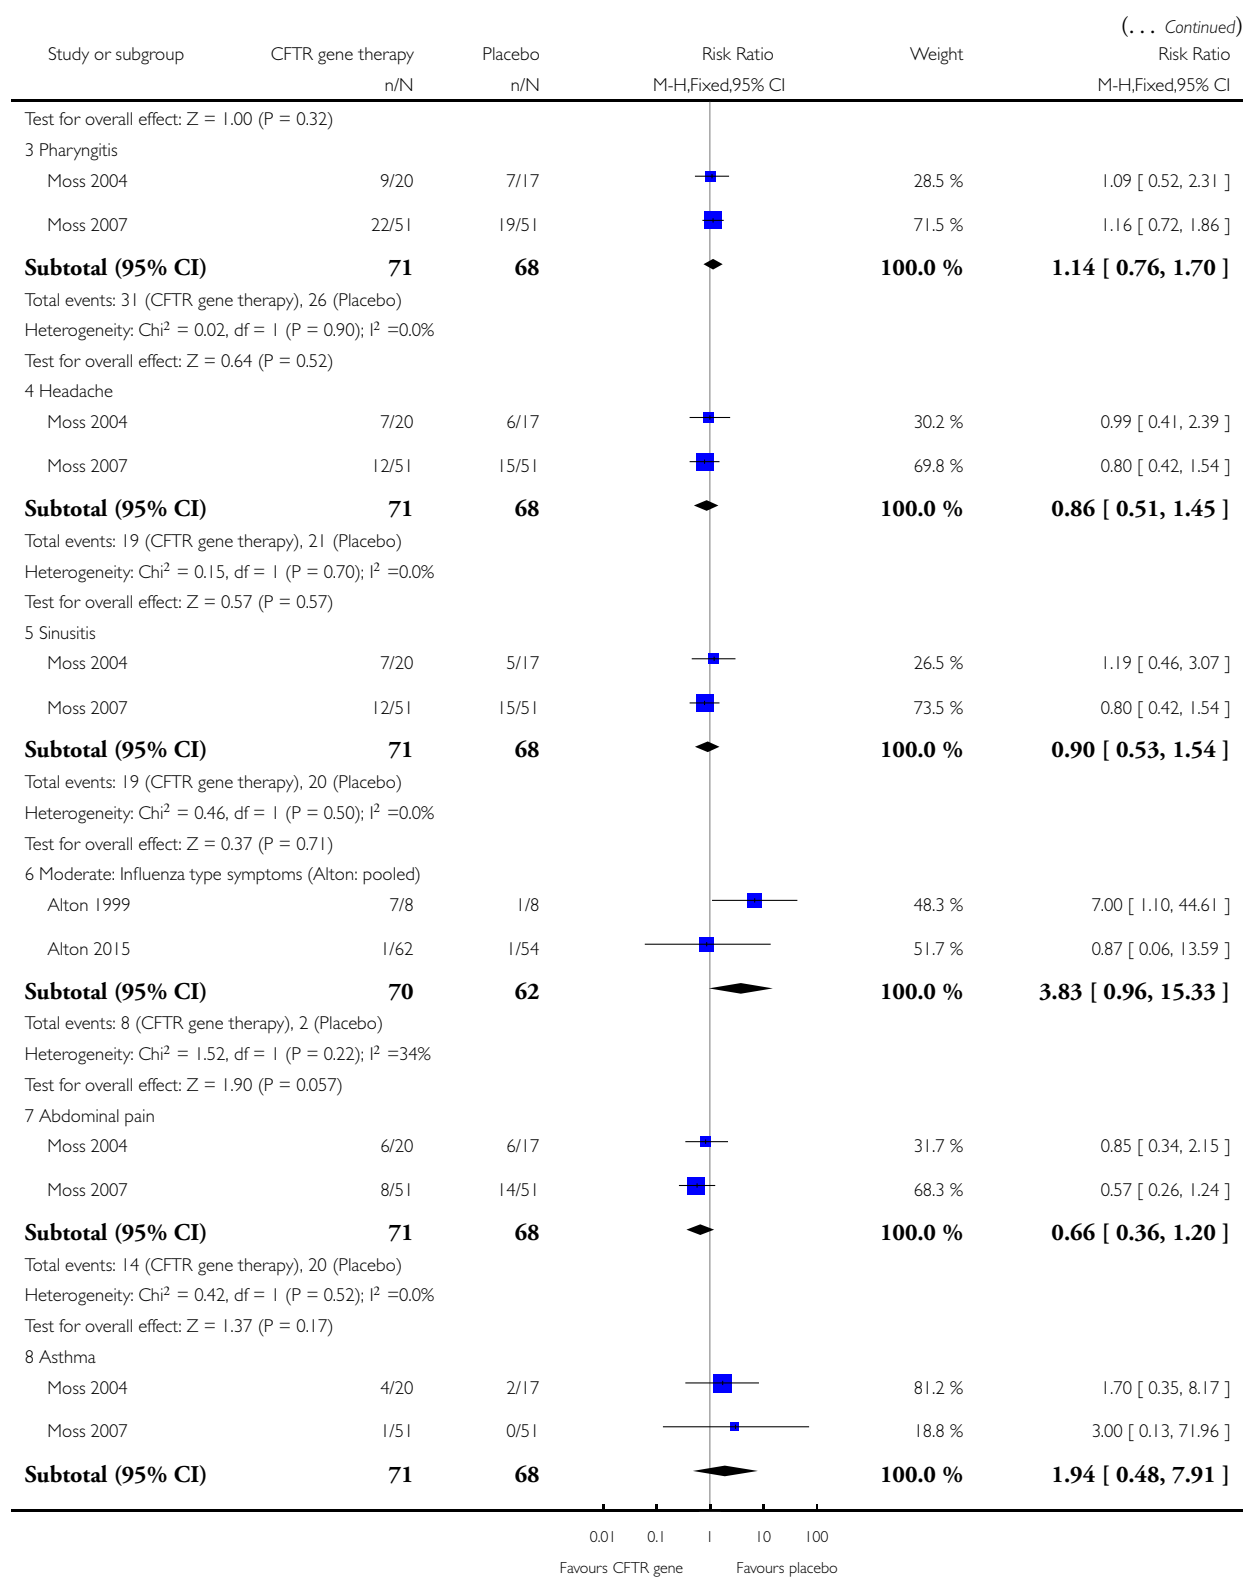 (... Continued)
Study or subgroup CFTR gene therapy Placebo Risk Ratio Weight Risk Ratio
n/N n/N M-H,Fixed,95% CI M-H,Fixed,95% CI
Test for overall effect: Z = 1.00 (P = 0.32)
3 Pharyngitis
Moss 2004 9/20 7/17 28.5 % 1.09 [ 0.52, 2.31 ]
Moss 2007 22/51 19/51 71.5 % 1.16 [ 0.72, 1.86 ]
Subtotal (95% CI) 71 68 100.0 % 1.14 [ 0.76, 1.70 ]
Total events: 31 (CFTR gene therapy), 26 (Placebo)
Heterogeneity: Chi² = 0.02, df = 1 (P = 0.90); I² =0.0%
Test for overall effect: Z = 0.64 (P = 0.52)
4 Headache
Moss 2004 7/20 6/17 30.2 % 0.99 [ 0.41, 2.39 ]
Moss 2007 12/51 15/51 69.8 % 0.80 [ 0.42, 1.54 ]
Subtotal (95% CI) 71 68 100.0 % 0.86 [ 0.51, 1.45 ]
Total events: 19 (CFTR gene therapy), 21 (Placebo)
Heterogeneity: Chi² = 0.15, df = 1 (P = 0.70); I² =0.0%
Test for overall effect: Z = 0.57 (P = 0.57)
5 Sinusitis
Moss 2004 7/20 5/17 26.5 % 1.19 [ 0.46, 3.07 ]
Moss 2007 12/51 15/51 73.5 % 0.80 [ 0.42, 1.54 ]
Subtotal (95% CI) 71 68 100.0 % 0.90 [ 0.53, 1.54 ]
Total events: 19 (CFTR gene therapy), 20 (Placebo)
Heterogeneity: Chi² = 0.46, df = 1 (P = 0.50); I² =0.0%
Test for overall effect: Z = 0.37 (P = 0.71)
6 Moderate: Influenza type symptoms (Alton: pooled)
Alton 1999 7/8 1/8 48.3 % 7.00 [ 1.10, 44.61 ]
Alton 2015 1/62 1/54 51.7 % 0.87 [ 0.06, 13.59 ]
Subtotal (95% CI) 70 62 100.0 % 3.83 [ 0.96, 15.33 ]
Total events: 8 (CFTR gene therapy), 2 (Placebo)
Heterogeneity: Chi² = 1.52, df = 1 (P = 0.22); I² =34%
Test for overall effect: Z = 1.90 (P = 0.057)
7 Abdominal pain
Moss 2004 6/20 6/17 31.7 % 0.85 [ 0.34, 2.15 ]
Moss 2007 8/51 14/51 68.3 % 0.57 [ 0.26, 1.24 ]
Subtotal (95% CI) 71 68 100.0 % 0.66 [ 0.36, 1.20 ]
Total events: 14 (CFTR gene therapy), 20 (Placebo)
Heterogeneity: Chi² = 0.42, df = 1 (P = 0.52); I² =0.0%
Test for overall effect: Z = 1.37 (P = 0.17)
8 Asthma
Moss 2004 4/20 2/17 81.2 % 1.70 [ 0.35, 8.17 ]
Moss 2007 1/51 0/51 18.8 % 3.00 [ 0.13, 71.96 ]
Subtotal (95% CI) 71 68 100.0 % 1.94 [ 0.48, 7.91 ]
0.01 0.1 1 10 100
Favours CFTR gene Favours placebo